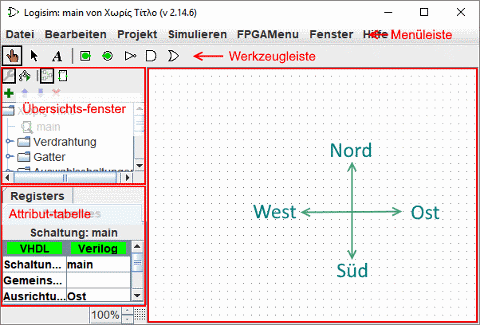 Logisim: main von Χωρίς Τίτλο (v 2.14.6)
Datei Bearbeiten Projekt Simulieren FPGAMenu Fenster Hilfe Menüleiste
A Werkzeugleiste
Übersichts-fenster
main
Verdrahtung
Gatter
Registers
Attribut-tabelle
Schaltung: main
VHDL Verilog
Schaltun... main
Gemeins...
Ausrichtu... Ost
100%
Nord
West Ost
Süd